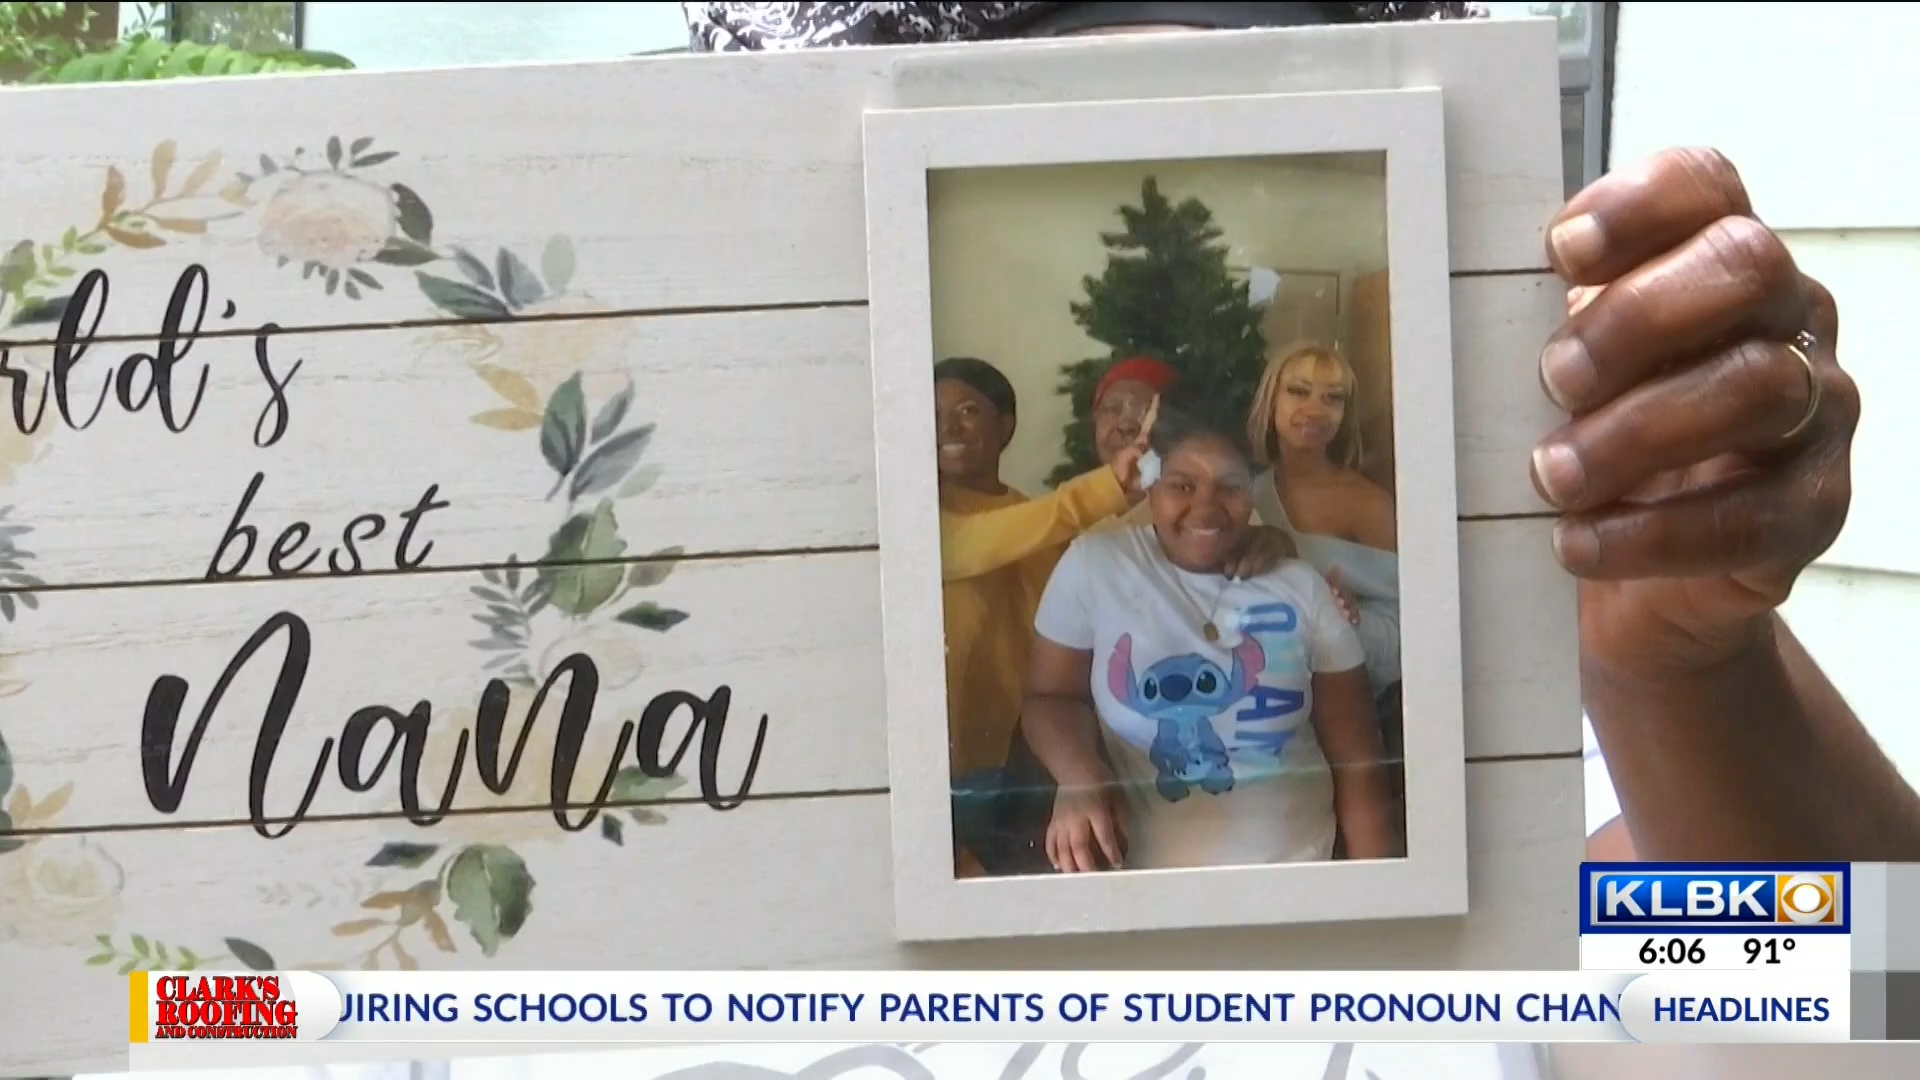 rld's
best
Nana
OHANA
KLBK
6:06 91°
CLARK'S
ROOFING
AND CONSTRUCTION
UIRING SCHOOLS TO NOTIFY PARENTS OF STUDENT PRONOUN CHAN
HEADLINES